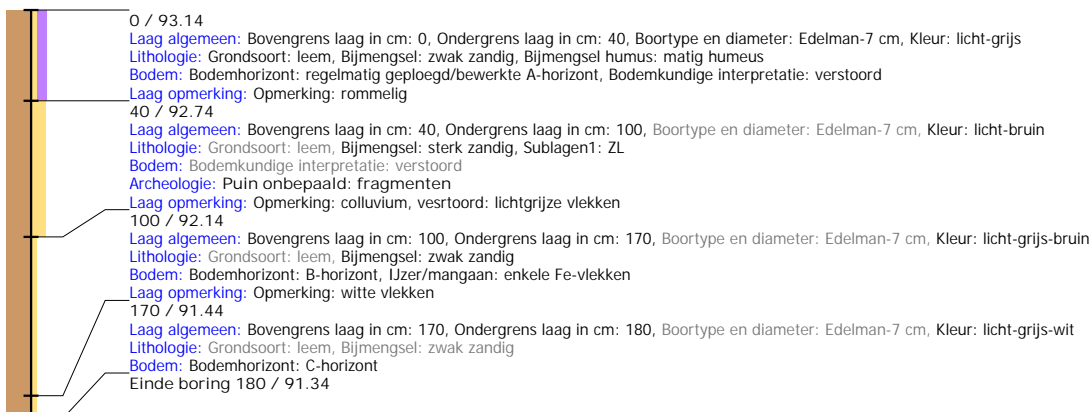 0 / 93.14
Laag algemeen: Bovengrens laag in cm: 0, Ondergrens laag in cm: 40, Boortype en diameter: Edelman-7 cm, Kleur: licht-grijs
Lithologie: Grondsoort: leem, Bijmengsel: zwak zandig, Bijmengsel humus: matig humeus
Bodem: Bodemhorizont: regelmatig geploegd/bewerkte A-horizont, Bodemkundige interpretatie: verstoord
Laag opmerking: Opmerking: rommelig
40 / 92.74
Laag algemeen: Bovengrens laag in cm: 40, Ondergrens laag in cm: 100, Boortype en diameter: Edelman-7 cm, Kleur: licht-bruin
Lithologie: Grondsoort: leem, Bijmengsel: sterk zandig, Sublagen1: ZL
Bodem: Bodemkundige interpretatie: verstoord
Archeologie: Puin onbepaald: fragmenten
Laag opmerking: Opmerking: colluvium, vesrtoord: lichtgrijze vlekken
100 / 92.14
Laag algemeen: Bovengrens laag in cm: 100, Ondergrens laag in cm: 170, Boortype en diameter: Edelman-7 cm, Kleur: licht-grijs-bruin
Lithologie: Grondsoort: leem, Bijmengsel: zwak zandig
Bodem: Bodemhorizont: B-horizont, IJzer/mangaan: enkele Fe-vlekken
Laag opmerking: Opmerking: witte vlekken
170 / 91.44
Laag algemeen: Bovengrens laag in cm: 170, Ondergrens laag in cm: 180, Boortype en diameter: Edelman-7 cm, Kleur: licht-grijs-wit
Lithologie: Grondsoort: leem, Bijmengsel: zwak zandig
Bodem: Bodemhorizont: C-horizont
Einde boring 180 / 91.34